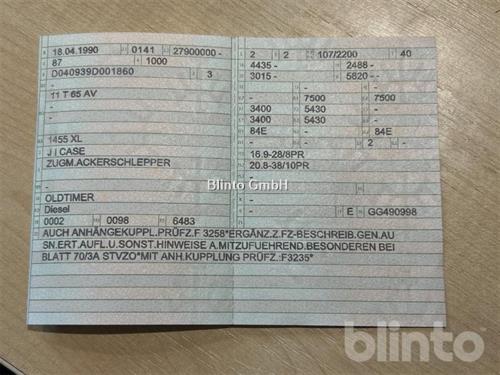 18.04.1990 0141 27900000 -
87 1000
D040939D001860 3
-
11 T 65 AV
-
1455 XL
J I CASE
ZUGM.ACKERSCHLEPPER
-
-
OLDTIMER
Diesel
0002 0098 6483
2 2 107/2200 40
4435 - 2488 -
3015 - 5820 -
- -
- 7500 7500
3400 5430 -
3400 5430 -
84E - 84E
- - 2 -
16.9-28/8PR
20.8-38/10PR
-
-
- - E GG490998
-
AUCH ANHÄNGEKUPPL.PRÜFZ.F 3258*ERGÄNZ.Z.FZ-BESCHREIB.GEN.AU
SN.ERT.AUFL.U.SONST.HINWEISE A.MITZUFUEHREND.BESONDEREN BEI
BLATT 70/3A STVZO*MIT ANH.KUPPLUNG PRÜFZ.:F3235*
Blinto GmbH
blinto